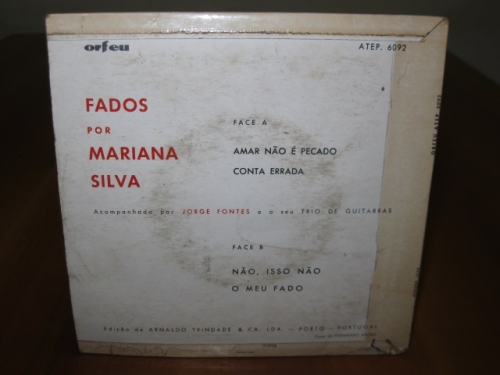 orfeu
ATEP. 6092
FADOS
POR
MARIANA
SILVA
FACE A
AMAR NÃO É PECADO
CONTA ERRADA
Acompanhada por JORGE FONTES e o seu TRIO DE GUITARRAS
FACE B
NÃO, ISSO NÃO
O MEU FADO
Edição de ARNALDO TRINDADE & CA. LDA. — PORTO — PORTUGAL